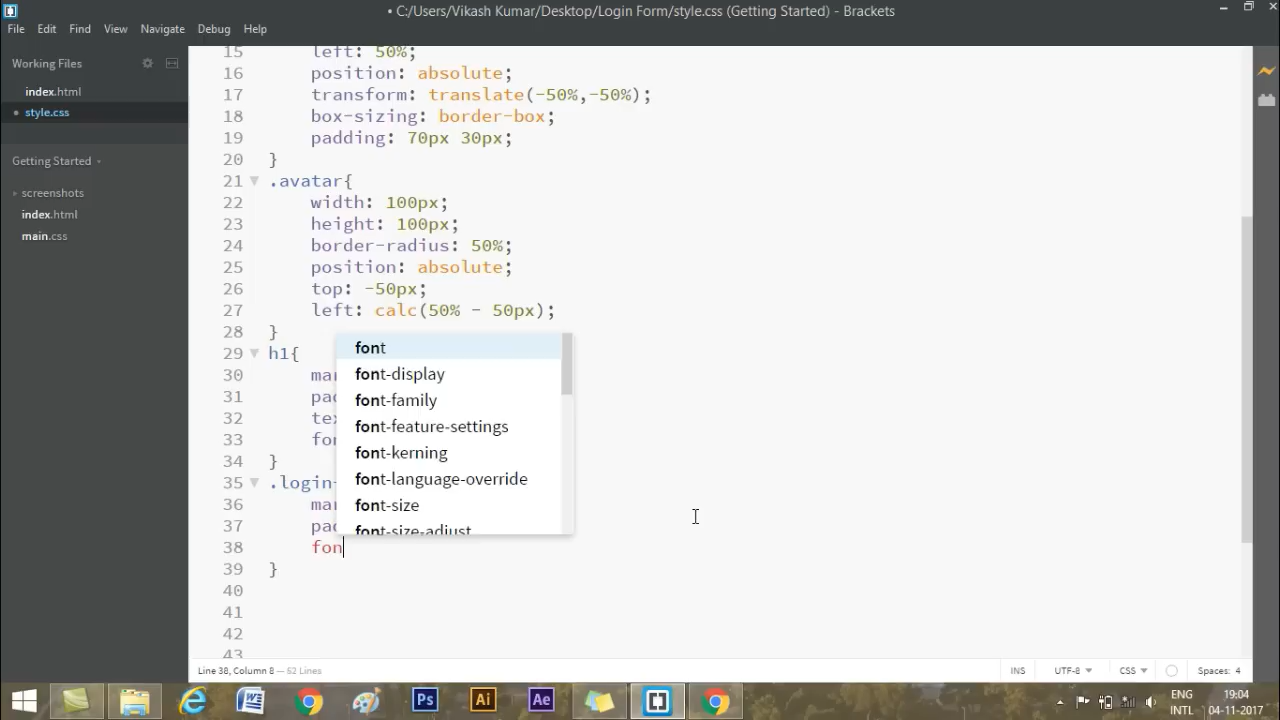 • C:/Users/Vikash Kumar/Desktop/Login Form/style.css (Getting Started) - Brackets
File Edit Find View Navigate Debug Help
Working Files
index.html
• style.css
Getting Started
screenshots
index.html
main.css
15 left: 50%;
16 position: absolute;
17 transform: translate(-50%,-50%);
18 box-sizing: border-box;
19 padding: 70px 30px;
20 }
21 .avatar{
22 width: 100px;
23 height: 100px;
24 border-radius: 50%;
25 position: absolute;
26 top: -50px;
27 left: calc(50% - 50px);
28 }
29 h1{
30 mar
31 pad
32 tex
33 fon
34 }
35 .login-
36 mar
37 pad
38 fon
39 }
40
41
42
43
font
font-display
font-family
font-feature-settings
font-kerning
font-language-override
font-size
font-size-adjust
Line 38, Column 8 — 52 Lines
INS UTF-8 CSS Spaces: 4
Ps Ai Ae
ENG 19:04
INTL 04-11-2017